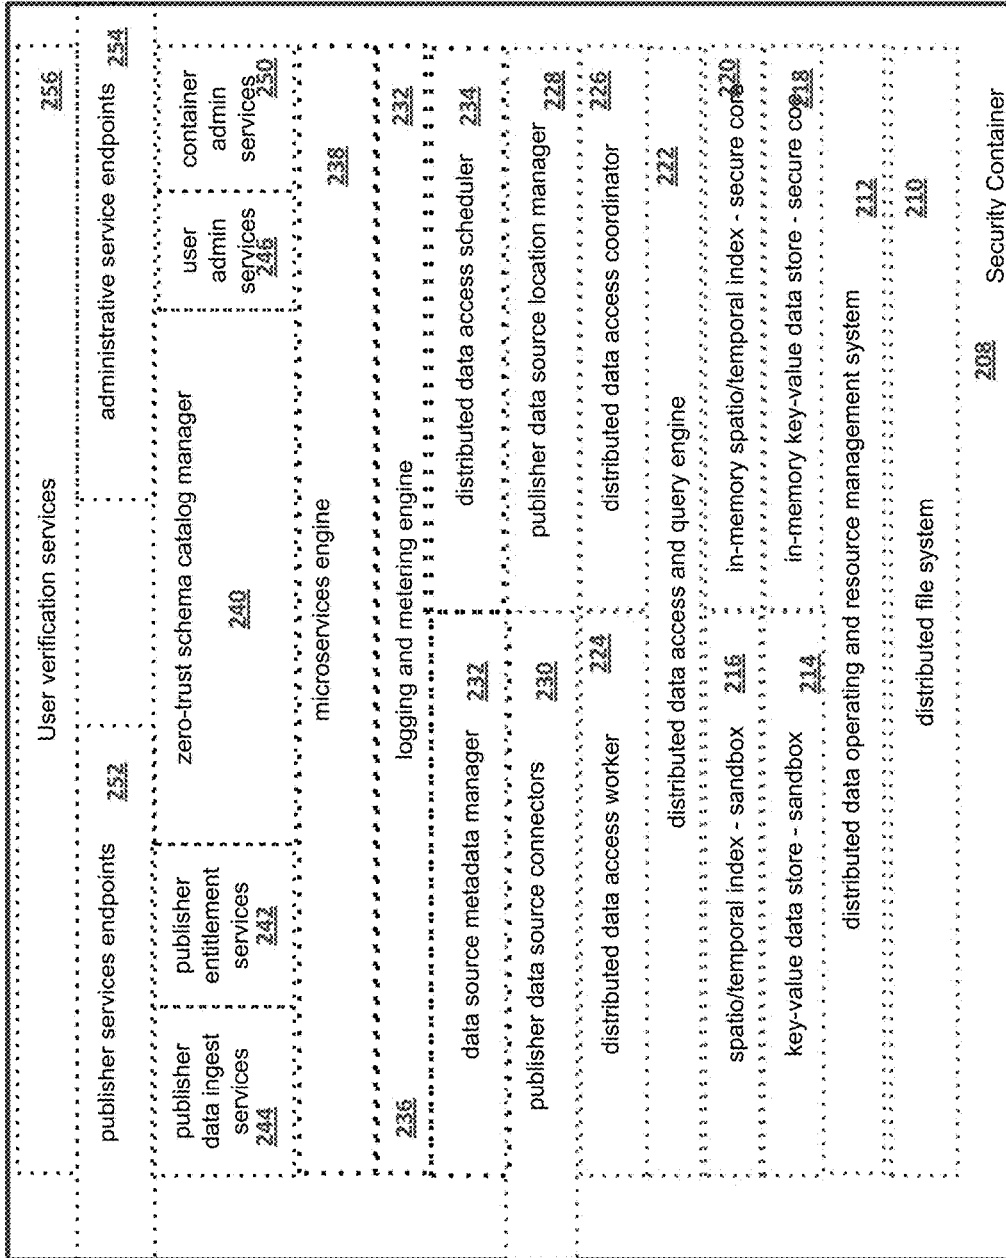 User verification services
256
publisher services endpoints
252
administrative service endpoints
254
publisher
data ingest
services
244
publisher
entitlement
services
242
zero-trust schema catalog manager
240
user
admin
services
246
container
admin
services
250
microservices engine
238
236
logging and metering engine
232
data source metadata manager
232
distributed data access scheduler
234
publisher data source connectors
230
publisher data source location manager
228
distributed data access worker
224
distributed data access coordinator
226
distributed data access and query engine
222
spatio/temporal index - sandbox
216
in-memory spatio/temporal index - secure core
220
key-value data store - sandbox
214
in-memory key-value data store - secure core
218
distributed data operating and resource management system
212
distributed file system
210
208
Security Container